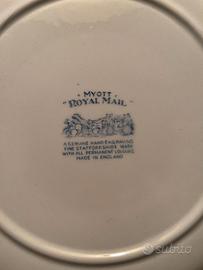 MYOTT
"ROYAL MAIL"
A GENUINE HAND ENGRAVING
FINE STAFFORDSHIRE WARE
WITH ALL PERMANENT COLOURS
MADE IN ENGLAND
subito